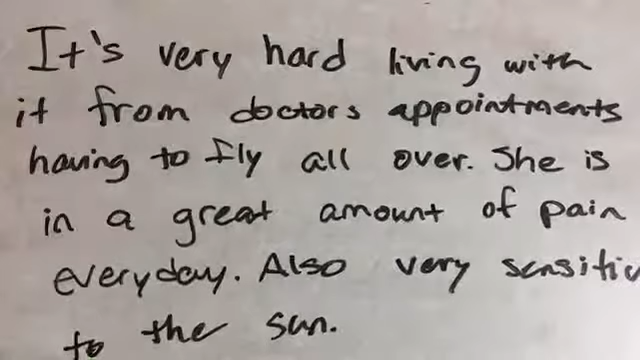 It's very hard living with
it from doctors appointments
having to fly all over. She is
in a great amount of pain
everyday. Also very sensitiv
to the sun.